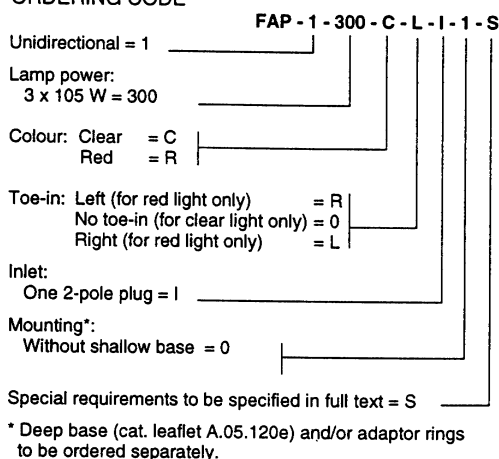 ORDERING CODE
FAP - 1 - 300 - C - L - I - 1 - S
Unidirectional = 1
Lamp power:
3 x 105 W = 300
Colour: Clear = C
Red = R
Toe-in: Left (for red light only) = R
No toe-in (for clear light only) = 0
Right (for red light only) = L
Inlet:
One 2-pole plug = I
Mounting*:
Without shallow base = 0
Special requirements to be specified in full text = S
* Deep base (cat. leaflet A.05.120e) and/or adaptor rings
to be ordered separately.